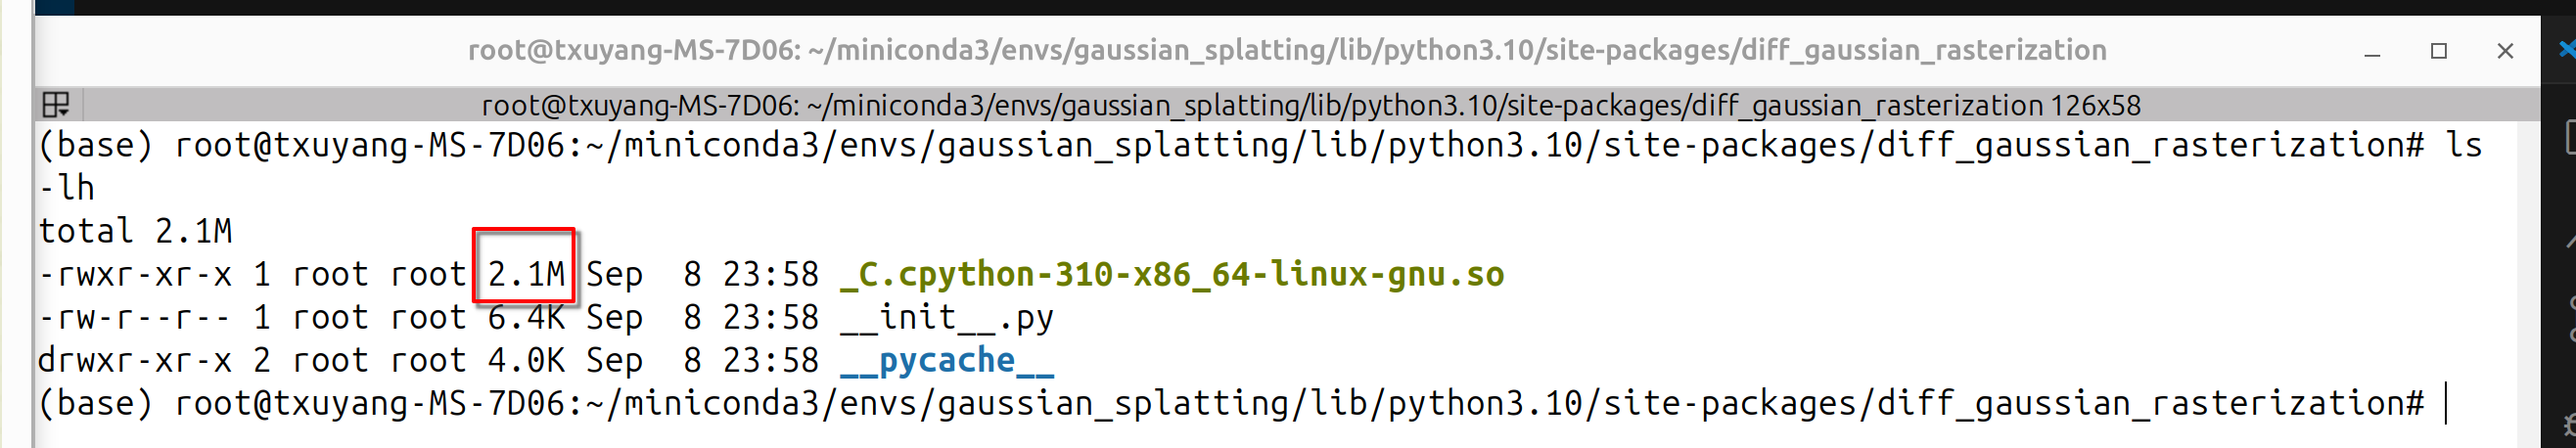 root@txuyang-MS-7D06: ~/miniconda3/envs/gaussian_splatting/lib/python3.10/site-packages/diff_gaussian_rasterization
root@txuyang-MS-7D06: ~/miniconda3/envs/gaussian_splatting/lib/python3.10/site-packages/diff_gaussian_rasterization 126x58
(base) root@txuyang-MS-7D06:~/miniconda3/envs/gaussian_splatting/lib/python3.10/site-packages/diff_gaussian_rasterization# ls
-lh
total 2.1M
-rwxr-xr-x 1 root root 2.1M Sep  8 23:58 _C.cpython-310-x86_64-linux-gnu.so
-rw-r--r-- 1 root root 6.4K Sep  8 23:58 __init__.py
drwxr-xr-x 2 root root 4.0K Sep  8 23:58 __pycache__
(base) root@txuyang-MS-7D06:~/miniconda3/envs/gaussian_splatting/lib/python3.10/site-packages/diff_gaussian_rasterization#